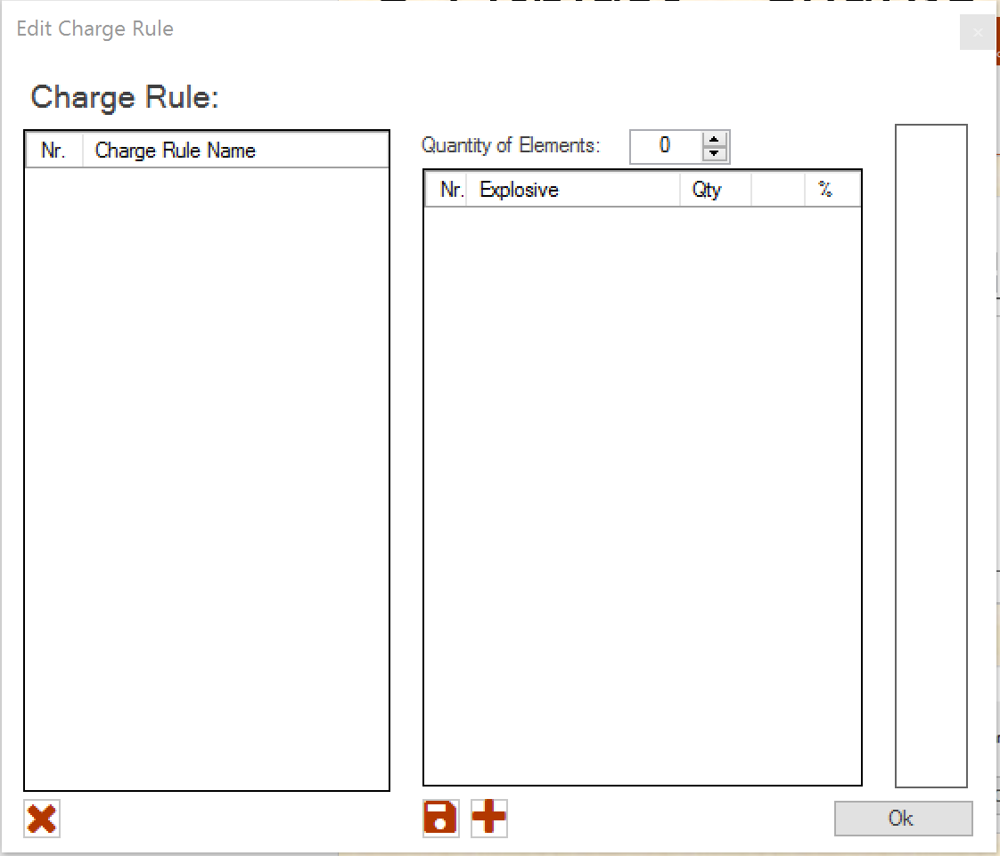 Edit Charge Rule
Charge Rule:
Nr. Charge Rule Name
Quantity of Elements: 0
Nr. Explosive Qty %
Ok